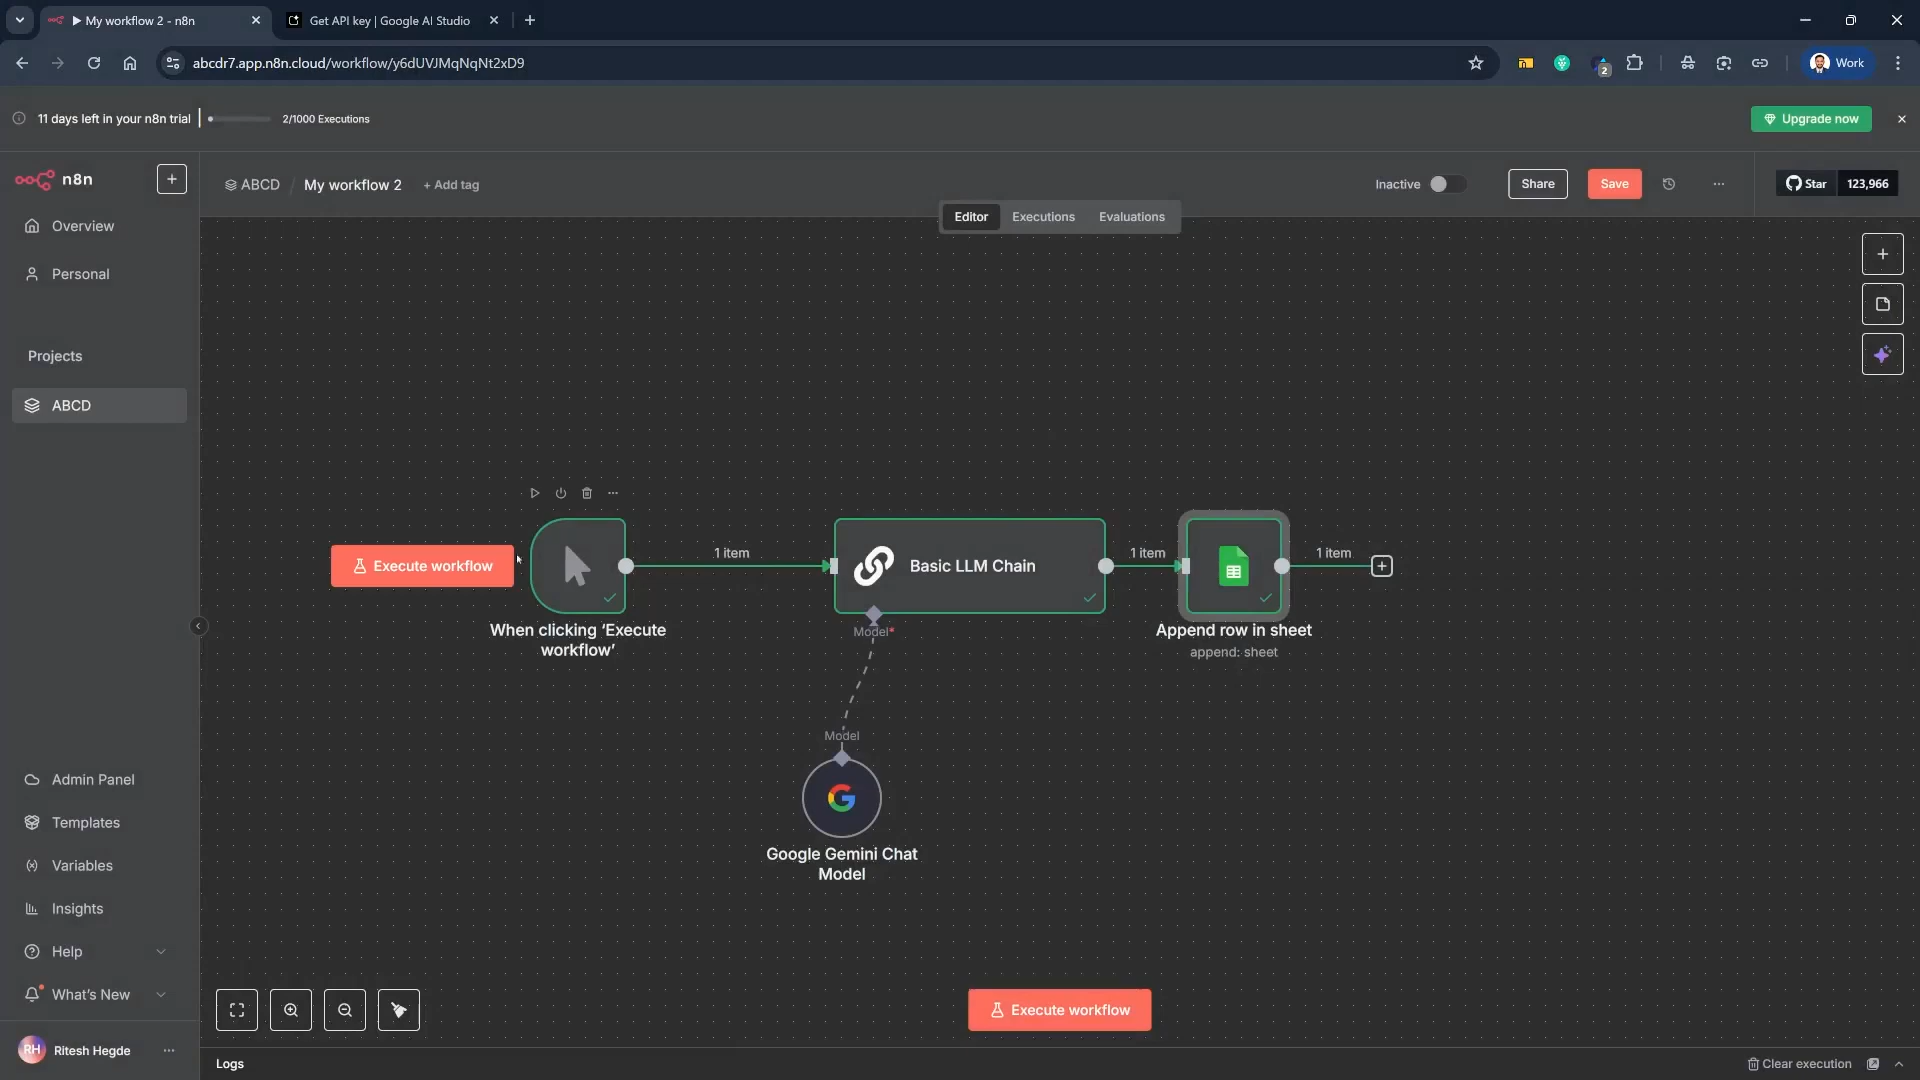 My workflow 2 - n8n
Get API key | Google AI Studio
abcdr7.app.n8n.cloud/workflow/y6dUVJMqNqNt2xD9
2
Work
11 days left in your n8n trial
2/1000 Executions
Upgrade now
n8n
ABCD / My workflow 2 + Add tag
Inactive
Share
Save
Star 123,966
Editor Executions Evaluations
Overview
Personal
Projects
ABCD
Execute workflow
1 item
Basic LLM Chain
1 item
1 item
When clicking ‘Execute workflow’
Model*
Append row in sheet
append: sheet
Model
Google Gemini Chat
Model
Admin Panel
Templates
Variables
Insights
Help
What’s New
Execute workflow
RH Ritesh Hegde
Logs
Clear execution